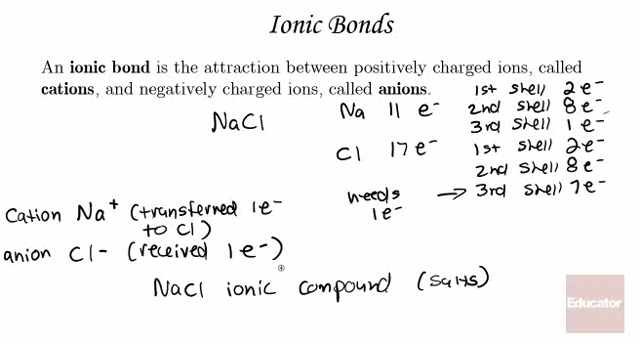 Ionic Bonds
An ionic bond is the attraction between positively charged ions, called
cations, and negatively charged ions, called anions.
NaCl
Na 11 e-
1st shell 2e-
2nd shell 8e-
3rd shell 1e-
Cl 17e-
1st shell 2e-
2nd shell 8e-
needs
1e-
→ 3rd shell 7e-
Cation Na+ (transferred 1e-
to Cl)
anion Cl- (received 1e-)
NaCl ionic compound (salts)
Educator